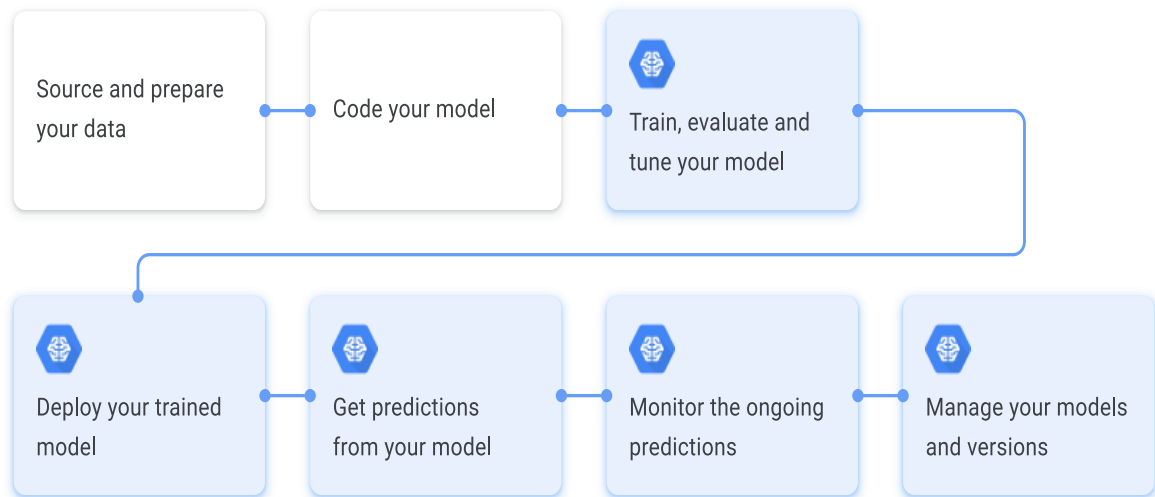 Source and prepare
your data
Code your model
Train, evaluate and
tune your model
Deploy your trained
model
Get predictions
from your model
Monitor the ongoing
predictions
Manage your models
and versions